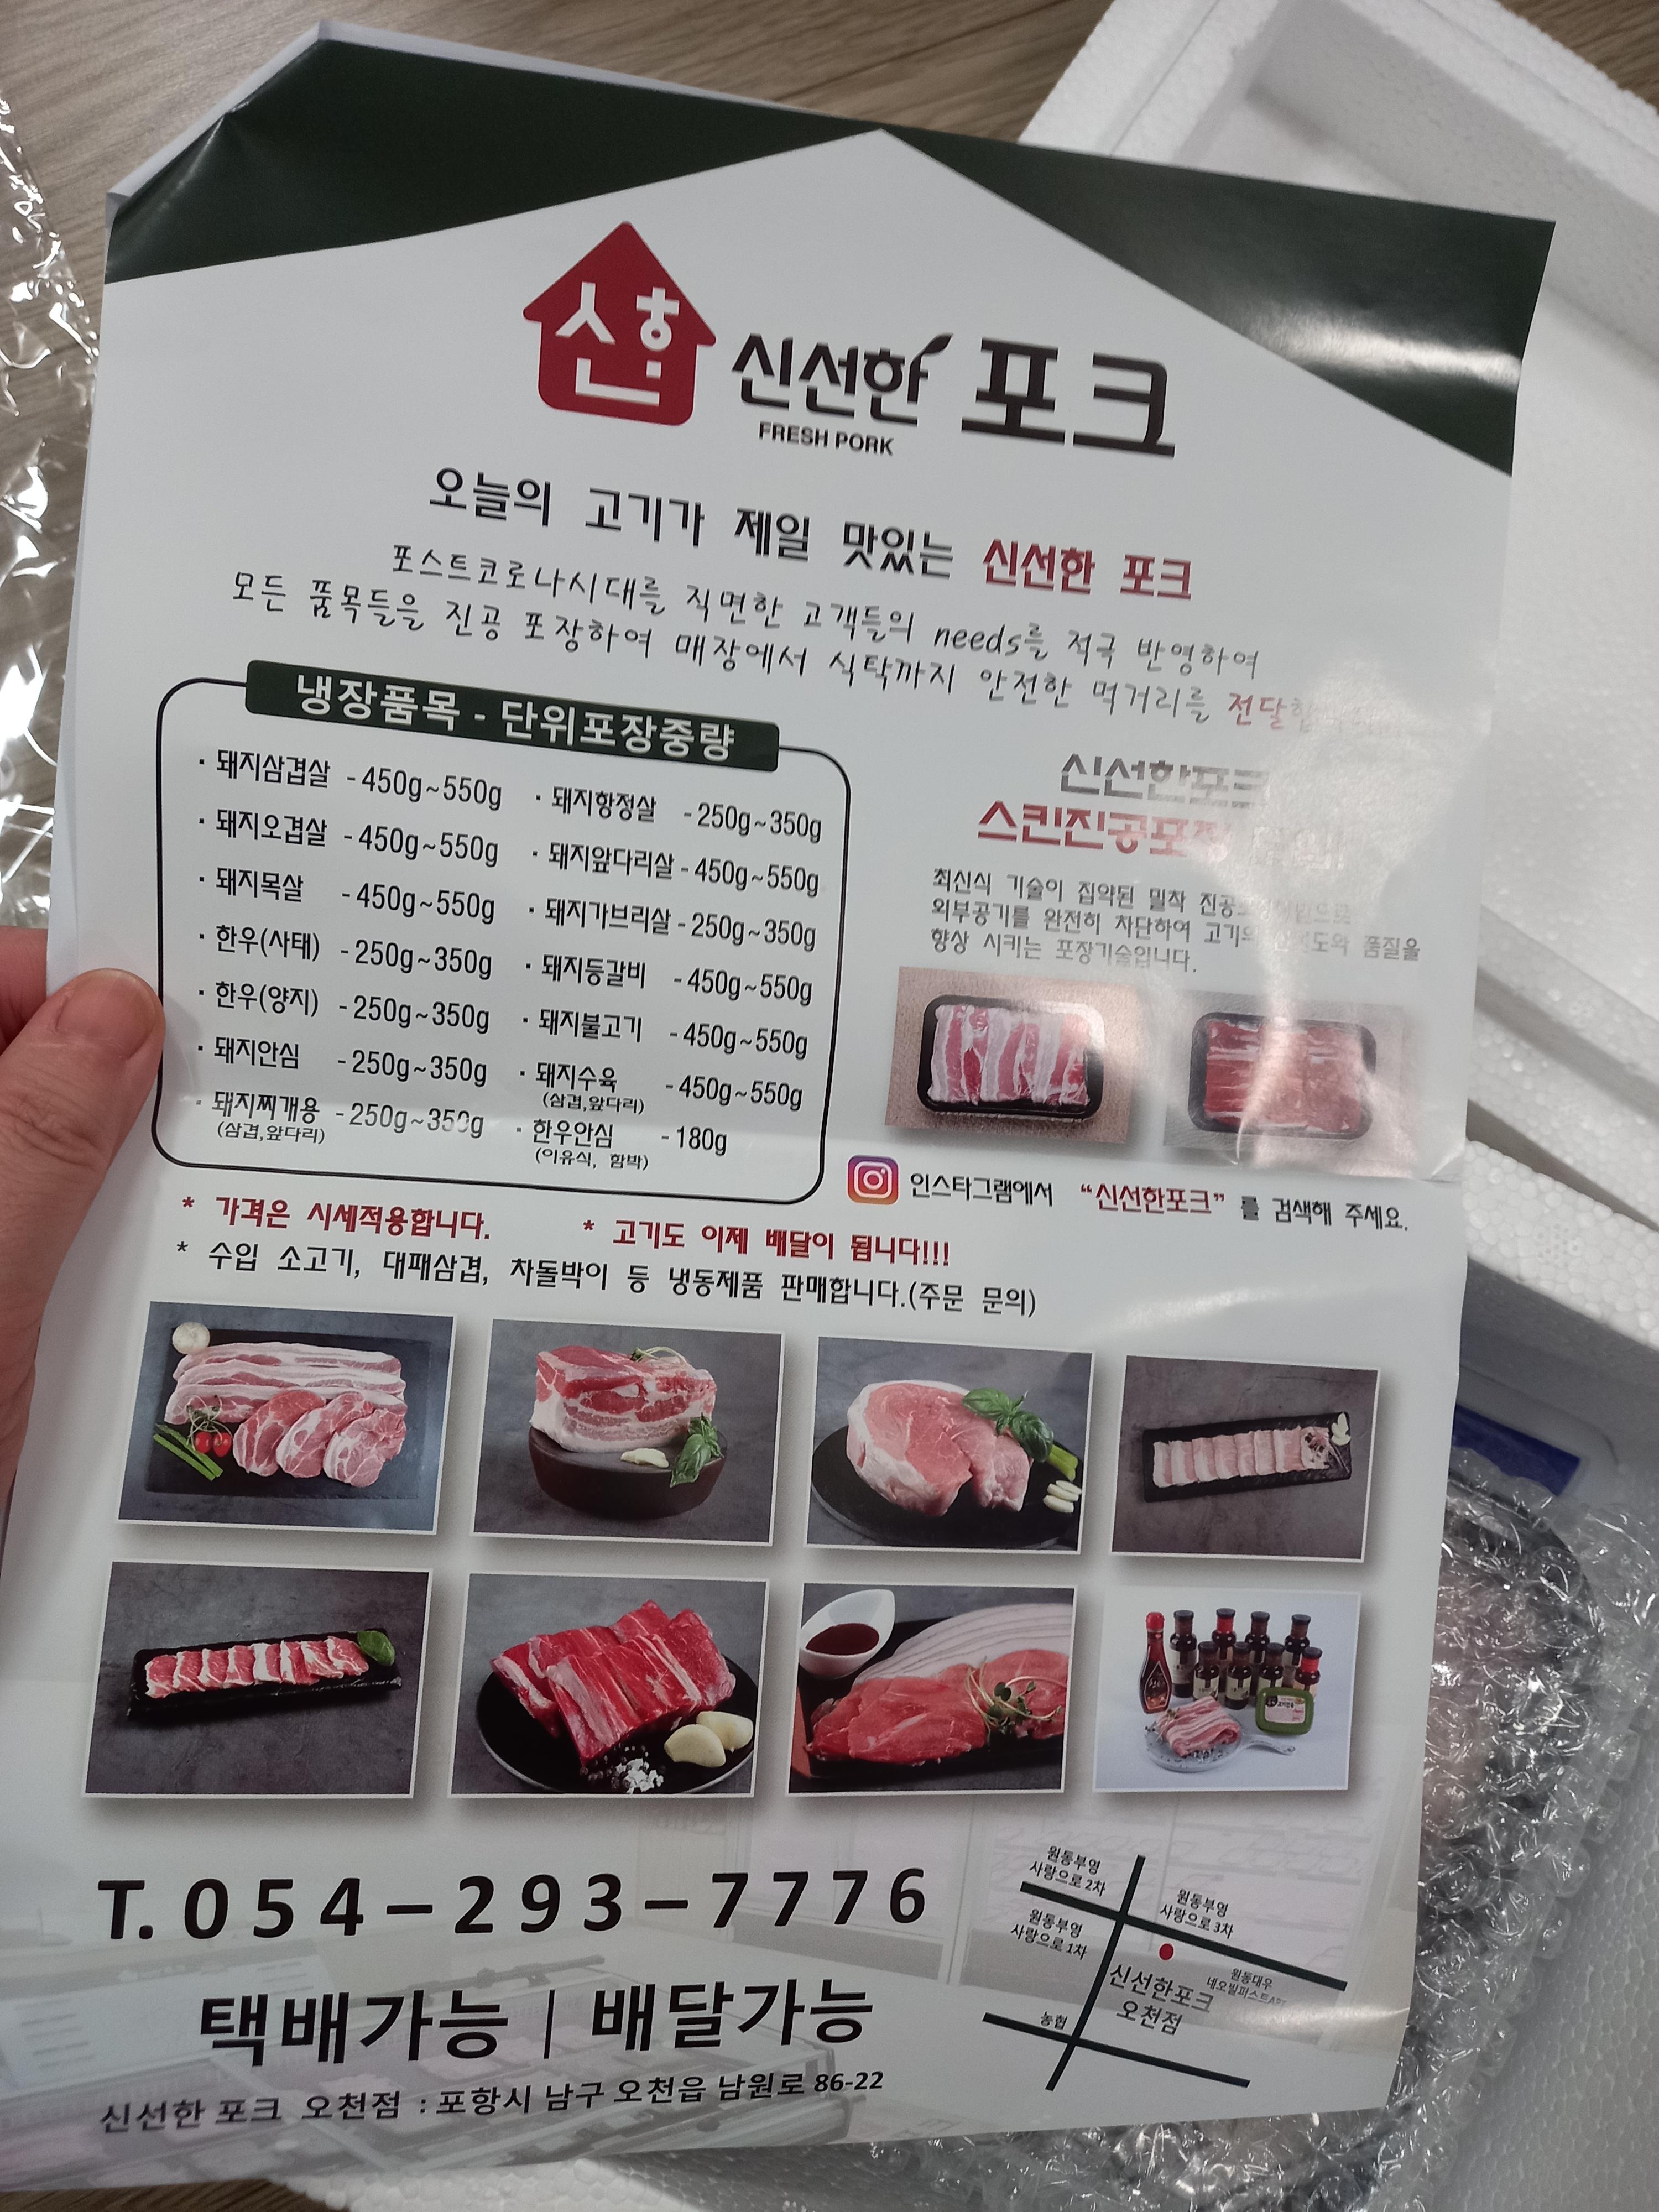 산한
신선한 포크
FRESH PORK
오늘의 고기가 제일 맛있는 신선한 포크
포스트코로나시대를 직면한 고객들의 needs를 적극 반영하여
모든 품목들을 진공 포장하여 매장에서 식탁까지 안전한 먹거리를
냉장품목 - 단위포장중량
· 돼지삼겹살 -450g~550g
· 돼지오겹살 -450g~550g
· 돼지목살 -450g~550g
· 한우(사태) -250g~350g
· 한우(양지) -250g~350g
· 돼지안심 -250g~350g
· 돼지찌개용 -250g~350g
(삼겹,앞다리)
· 돼지항정살 -250g~350g
· 돼지앞다리살 -450g~550g
· 돼지가브리살 -250g~350g
· 돼지등갈비 -450g~550g
· 돼지불고기 -450g~550g
· 돼지수육 -450g~550g
(삼겹,앞다리)
· 한우안심 -180g
(이유식, 함박)
신선한포크
스킨진공포장
최신식 기술이 집약된 밀착
외부공기를 완전히 차단하여 고기의 품질을
향상 시키는 포장기술입니다.
인스타그램에서 “신선한포크” 를 검색해 주세요.
* 가격은 시세적용합니다. * 고기도 이제 배달이 됩니다!!!
* 수입 소고기, 대패삼겹, 차돌박이 등 냉동제품 판매합니다.(주문 문의)
T. 054-293-7776
택배가능 | 배달가능
신선한 포크 오천점 : 포항시 남구 오천읍 남원로 86-22
원동부영
사랑으로 2차
원동부영
사랑으로 3차
원동부영
사랑으로 1차
신선한포크
오천점
원동대우
농협